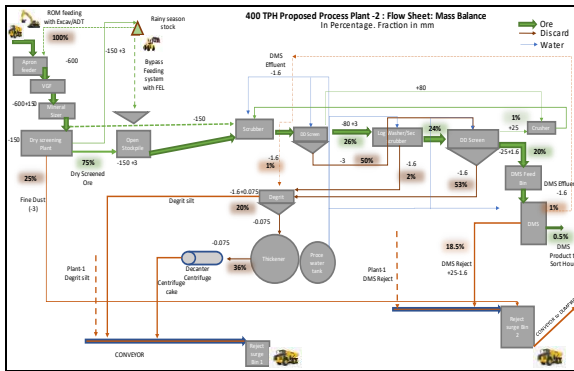 400 TPH Proposed Process Plant -2 : Flow Sheet: Mass Balance
In Percentage. Fraction in mm
Ore
Discard
Water
ROM feeding
with Excav/ADT
Rainy season
stock
100%
-600
Apron
feeder
VGF
-600+150
Mineral
Sizer
-150 +3
Bypass
Feeding
system
with FEL
DMS
Effluent
-1.6
+80
-150
-150
Dry screening
Plant
75%
Dry Screened
Ore
Open
Stockpile
-150 +3
Scrubber
DD Screen
-80 +3
26%
Log Washer/Sec
scrubber
24%
DD Screen
1%
+25
Crusher
-25+1.6
20%
25%
Fine Dust
(-3)
-1.6
1%
-3
50%
-1.6
2%
-1.6
53%
DMS Feed
Bin
DMS Effluent
-1.6
1%
DMS
0.5%
DMS
Product to
Sort House
-1.6+0.075
Degrit silt
Degrit
20%
-0.075
Thickener
Process
water
tank
-0.075
36%
Decanter
Centrifuge
Centrifuge
cake
Plant-1
Degrit silt
Plant-1
DMS Reject
18.5%
DMS Reject
+25-1.6
CONVEYOR
Reject
surge
Bin 1
Reject
surge Bin
2
CONVEYOR to DUMPYARD